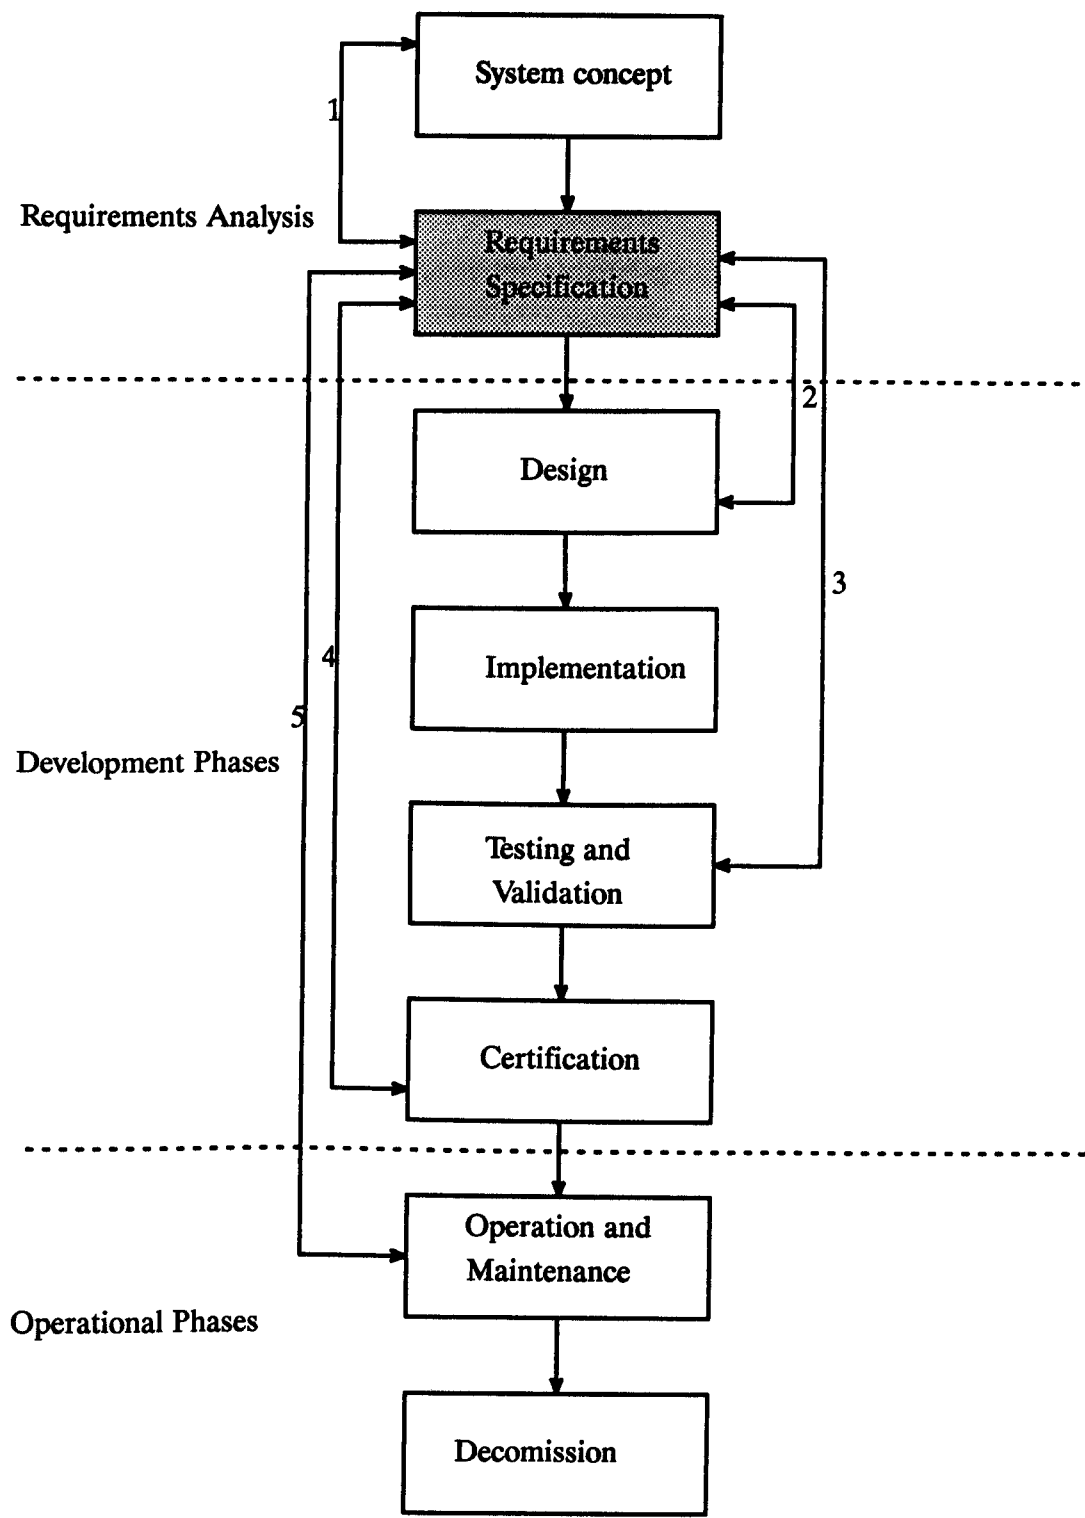 System concept
1
Requirements Analysis
Requirements
Specification
2
Design
3
Implementation
4
5
Development Phases
Testing and
Validation
Certification
Operation and
Maintenance
Operational Phases
Decomission